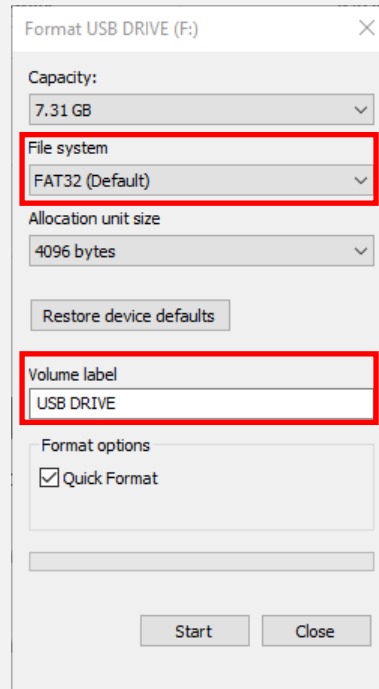 Format USB DRIVE (F:)
Capacity:
7.31 GB
File system
FAT32 (Default)
Allocation unit size
4096 bytes
Restore device defaults
Volume label
USB DRIVE
Format options
Quick Format
Start Close